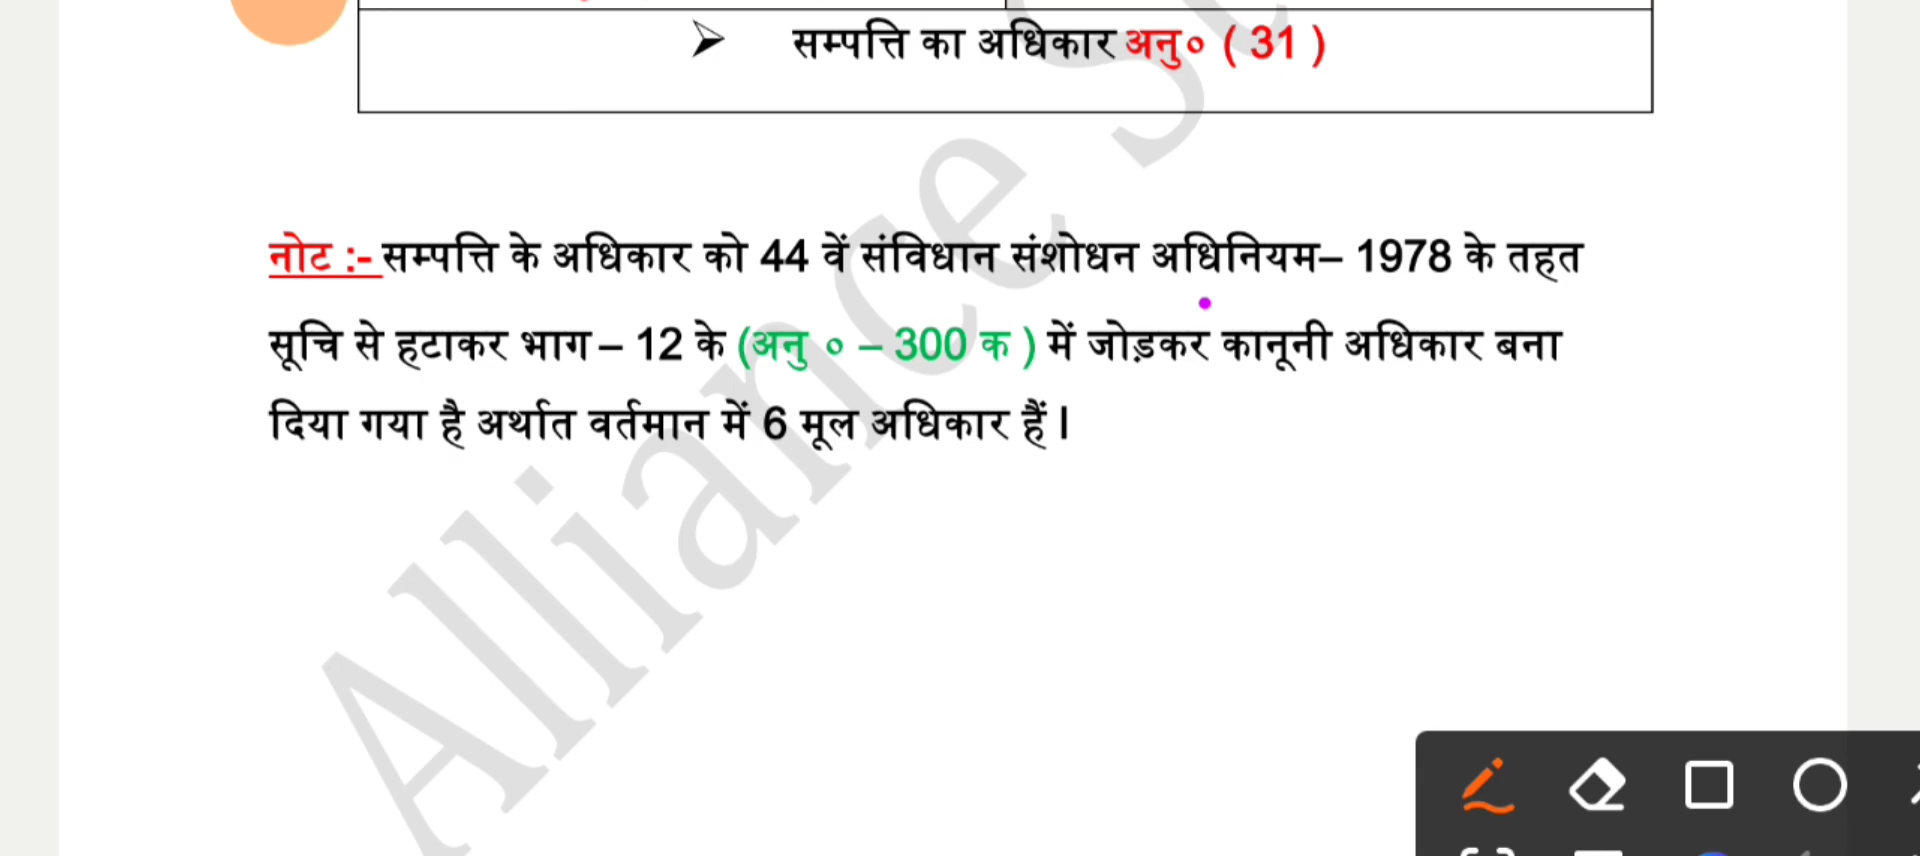 ➢ सम्पत्ति का अधिकार अनु० ( 31 )
नोट :- सम्पत्ति के अधिकार को 44 वें संविधान संशोधन अधिनियम– 1978 के तहत
सूचि से हटाकर भाग – 12 के (अनु ० – 300 क ) में जोड़कर कानूनी अधिकार बना
दिया गया है अर्थात वर्तमान में 6 मूल अधिकार हैं।
Alliance